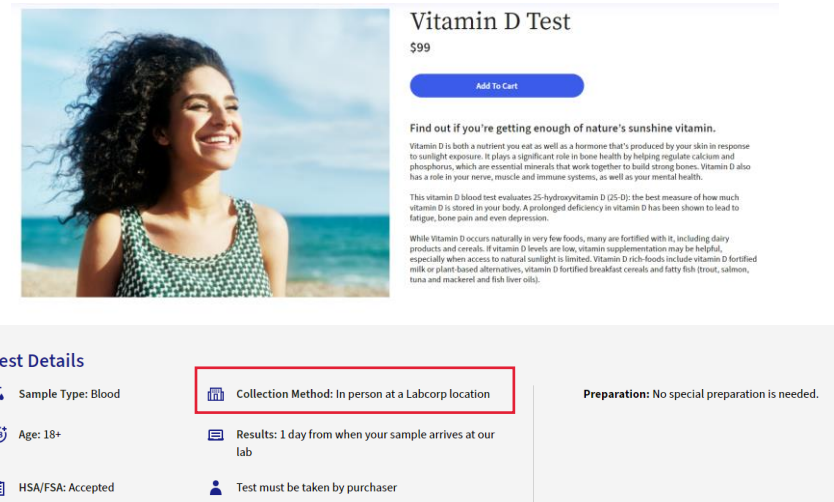 Vitamin D Test
$99
Add To Cart
Find out if you're getting enough of nature's sunshine vitamin.
Vitamin D is both a nutrient you eat as well as a hormone that's produced by your skin in response
to sunlight exposure. It plays a significant role in bone health by helping regulate calcium and
phosphorus, which are essential minerals that work together to build strong bones. Vitamin D also
has a role in your nerve, muscle and immune systems, as well as your mental health.
This vitamin D blood test evaluates 25-hydroxyvitamin D (25-D): the best measure of how much
vitamin D is stored in your body. A prolonged deficiency in vitamin D has been shown to lead to
fatigue, bone pain and even depression.
While Vitamin D occurs naturally in very few foods, many are fortified with it, including dairy
products and cereals. If vitamin D levels are low, vitamin supplementation may be helpful,
especially when access to natural sunlight is limited. Vitamin D rich-foods include vitamin D fortified
milk or plant-based alternatives, vitamin D fortified breakfast cereals and fatty fish (trout, salmon,
tuna and mackerel and fish liver oils).
est Details
Sample Type: Blood
Collection Method: In person at a Labcorp location
Preparation: No special preparation is needed.
Age: 18+
Results: 1 day from when your sample arrives at our
lab
HSA/FSA: Accepted
Test must be taken by purchaser